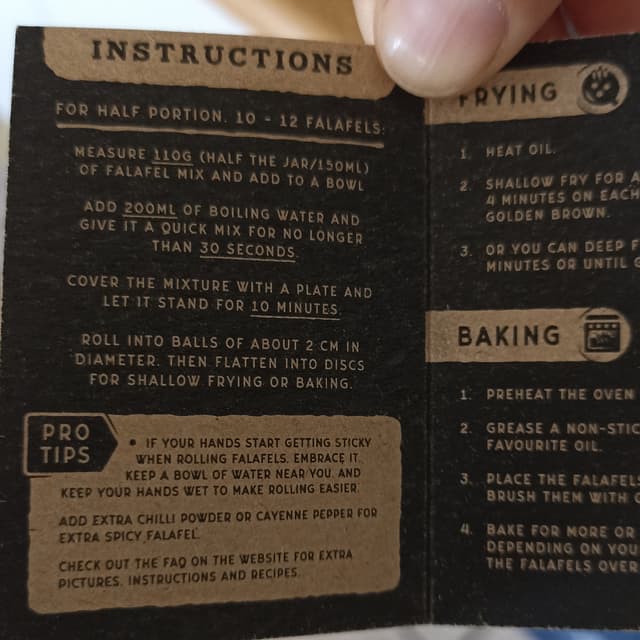 INSTRUCTIONS
FOR HALF PORTION. 10 - 12 FALAFELS:
MEASURE 110G (HALF THE JAR/150ML)
OF FALAFEL MIX AND ADD TO A BOWL
ADD 200ML OF BOILING WATER AND
GIVE IT A QUICK MIX FOR NO LONGER
THAN 30 SECONDS
COVER THE MIXTURE WITH A PLATE AND
LET IT STAND FOR 10 MINUTES
ROLL INTO BALLS OF ABOUT 2 CM IN
DIAMETER. THEN FLATTEN INTO DISCS
FOR SHALLOW FRYING OR BAKING.
PRO
TIPS
• IF YOUR HANDS START GETTING STICKY
WHEN ROLLING FALAFELS, EMBRACE IT.
KEEP A BOWL OF WATER NEAR YOU, AND
KEEP YOUR HANDS WET TO MAKE ROLLING EASIER.
ADD EXTRA CHILLI POWDER OR CAYENNE PEPPER FOR
EXTRA SPICY FALAFEL.
CHECK OUT THE FAQ ON THE WEBSITE FOR EXTRA
PICTURES, INSTRUCTIONS AND RECIPES.
FRYING
1. HEAT OIL.
2. SHALLOW FRY FOR A
4 MINUTES ON EACH
GOLDEN BROWN.
3. OR YOU CAN DEEP F
MINUTES OR UNTIL G
BAKING
1. PREHEAT THE OVEN
2. GREASE A NON-STIC
FAVOURITE OIL.
3. PLACE THE FALAFELS
BRUSH THEM WITH O
4. BAKE FOR MORE OR
DEPENDING ON YOU
THE FALAFELS OVER